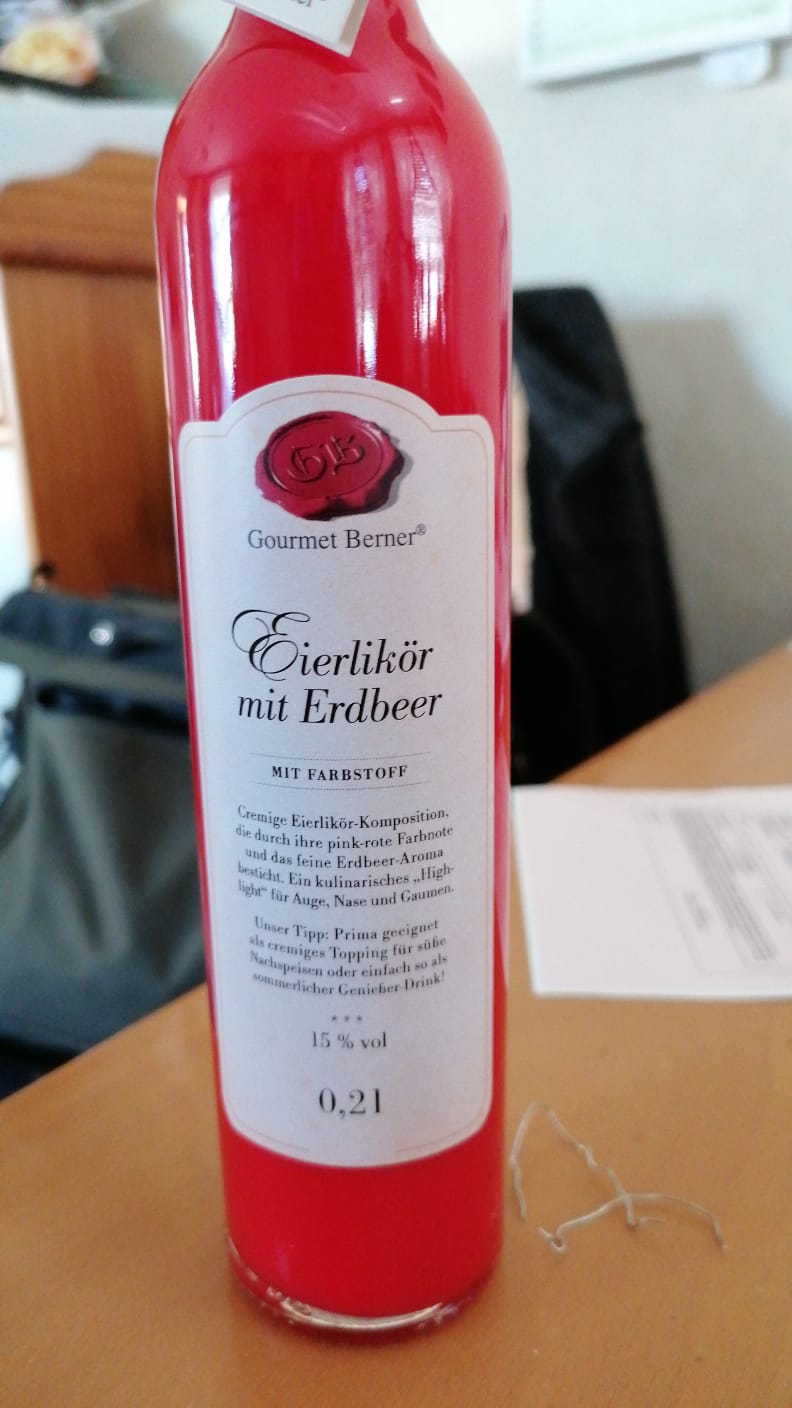 GB
Gourmet Berner®
Eierlikör
mit Erdbeer
MIT FARBSTOFF
Cremige Eierlikör-Komposition,
die durch ihre pink-rote Farbnote
und das feine Erdbeer-Aroma
besticht. Ein kulinarisches „High-
light“ für Auge, Nase und Gaumen.
Unser Tipp: Prima geeignet
als cremiges Topping für süße
Nachspeisen oder einfach so als
sommerlicher Genießer-Drink!
* * *
15 % vol
0,2 l